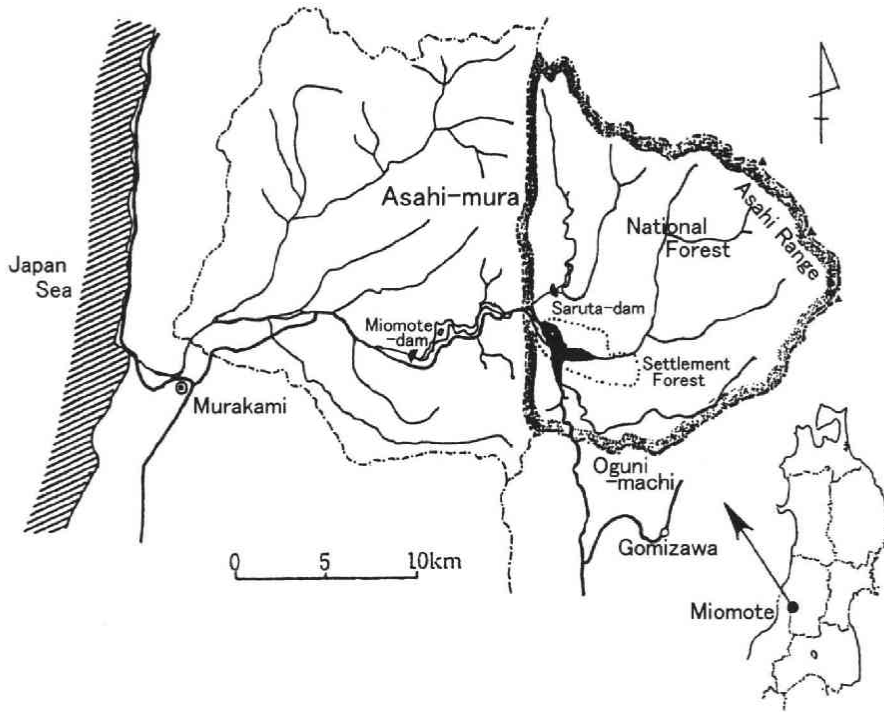 Asahi-mura
Asahi Range
National
Forest
Japan
Sea
Saruta-dam
Miomote
-dam
Settlement
Forest
Murakami
Oguni
-machi
Gomizawa
0 5 10km
Miomote